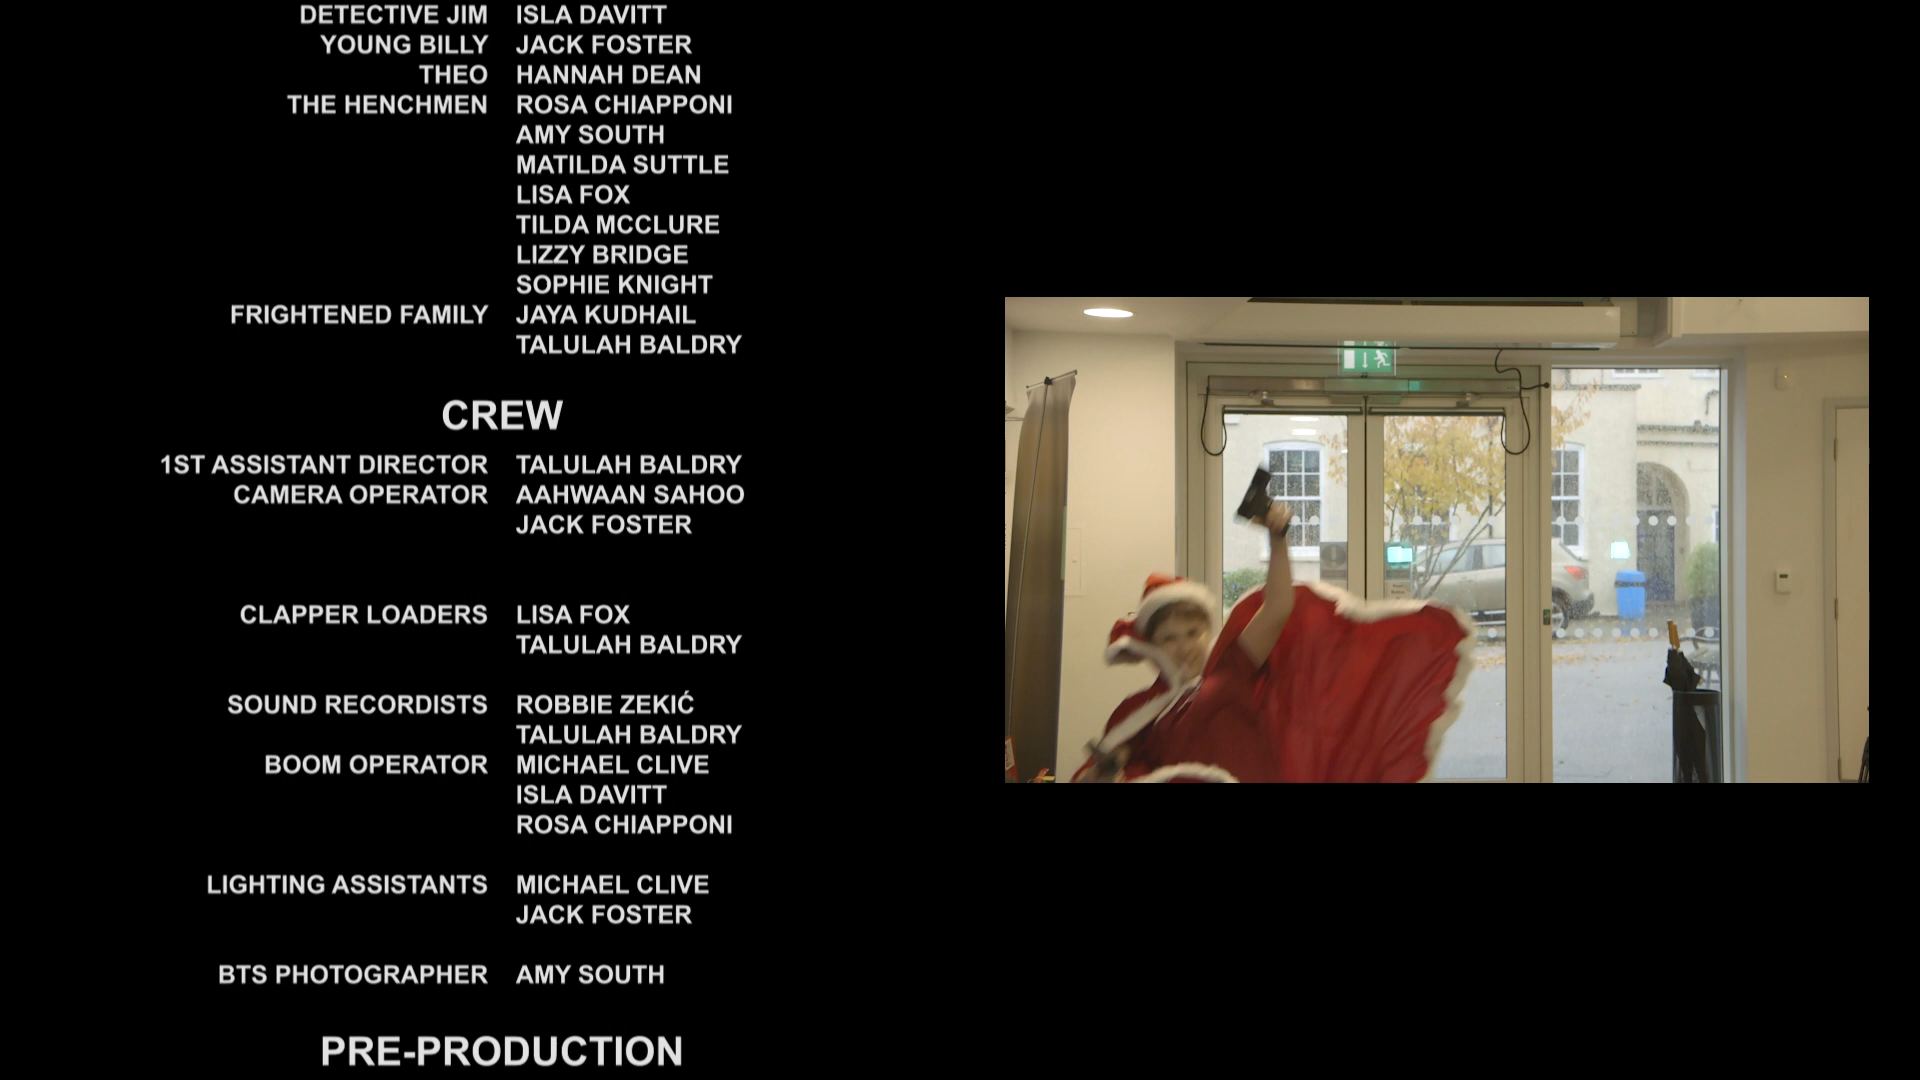 DETECTIVE JIM ISLA DAVITT
YOUNG BILLY JACK FOSTER
THEO HANNAH DEAN
THE HENCHMEN ROSA CHIAPPONI
AMY SOUTH
MATILDA SUTTLE
LISA FOX
TILDA MCCLURE
LIZZY BRIDGE
SOPHIE KNIGHT
FRIGHTENED FAMILY JAYA KUDHAIL
TALULAH BALDRY
CREW
1ST ASSISTANT DIRECTOR TALULAH BALDRY
CAMERA OPERATOR AAHWAAN SAHOO
JACK FOSTER
CLAPPER LOADERS LISA FOX
TALULAH BALDRY
SOUND RECORDISTS ROBBIE ZEKIĆ
TALULAH BALDRY
BOOM OPERATOR MICHAEL CLIVE
ISLA DAVITT
ROSA CHIAPPONI
LIGHTING ASSISTANTS MICHAEL CLIVE
JACK FOSTER
BTS PHOTOGRAPHER AMY SOUTH
PRE-PRODUCTION